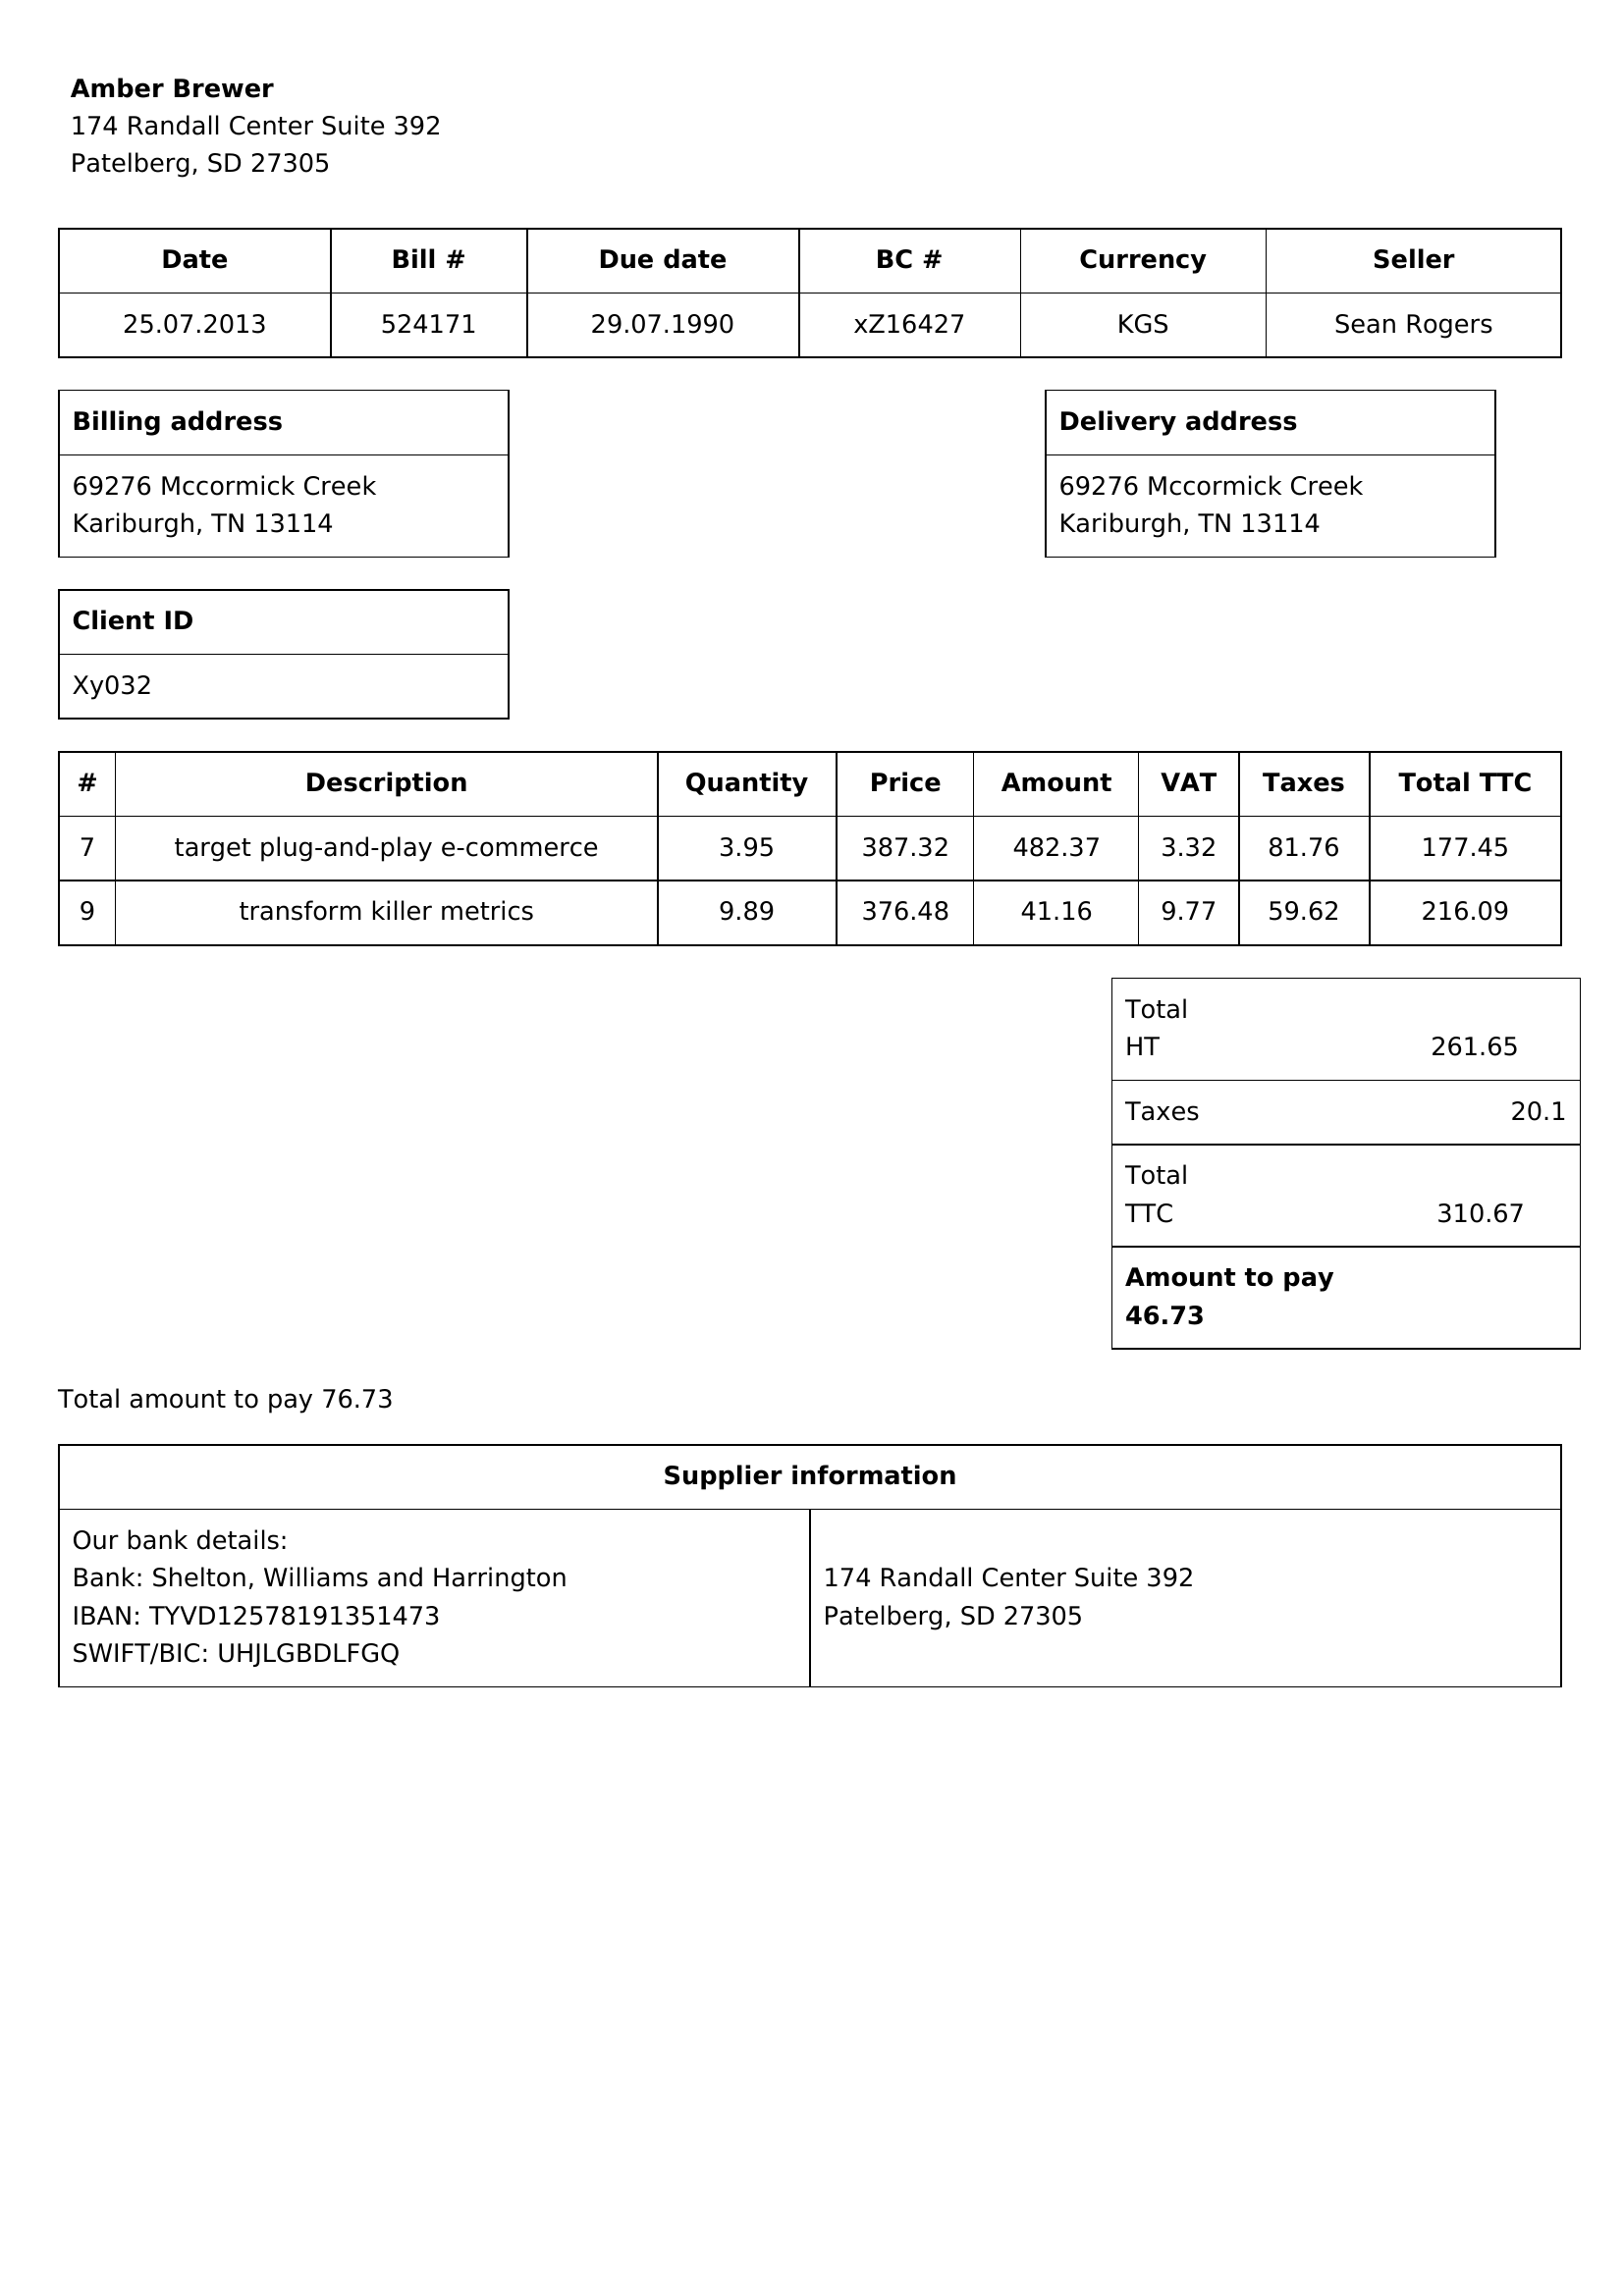 Amber Brewer
174 Randall Center Suite 392
Patelberg, SD 27305
Date Bill # Due date BC # Currency Seller
25.07.2013 524171 29.07.1990 xZ16427 KGS Sean Rogers
Billing address
69276 Mccormick Creek
Kariburgh, TN 13114
Delivery address
69276 Mccormick Creek
Kariburgh, TN 13114
Client ID
Xy032
# Description Quantity Price Amount VAT Taxes Total TTC
7 target plug-and-play e-commerce 3.95 387.32 482.37 3.32 81.76 177.45
9 transform killer metrics 9.89 376.48 41.16 9.77 59.62 216.09
Total
HT 261.65
Taxes 20.1
Total
TTC 310.67
Amount to pay
46.73
Total amount to pay 76.73
Supplier information
Our bank details:
Bank: Shelton, Williams and Harrington
IBAN: TYVD12578191351473
SWIFT/BIC: UHJLGBDLFGQ
174 Randall Center Suite 392
Patelberg, SD 27305